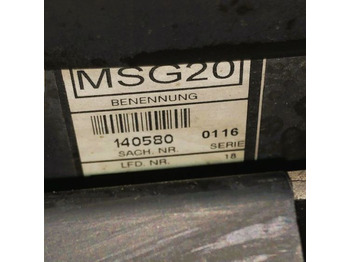 MSG20
BENENNUNG
140580 0116
SACH. NR. SERIE
LFD. NR. 18